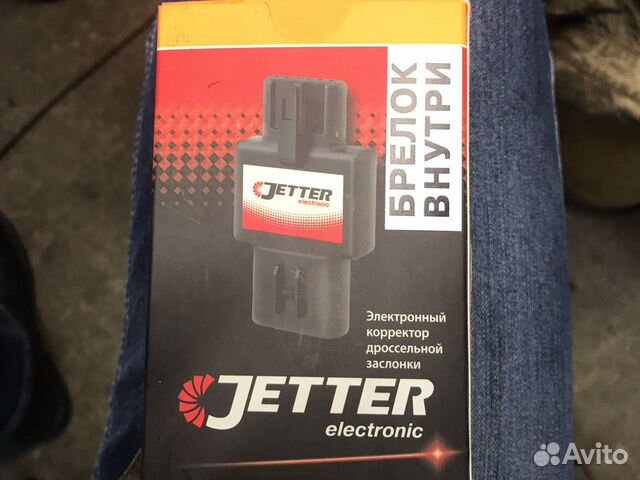 БРЕЛОК
ВНУТРИ
JETTER
electronic
Электронный
корректор
дроссельной
заслонки
JETTER
electronic
Avito